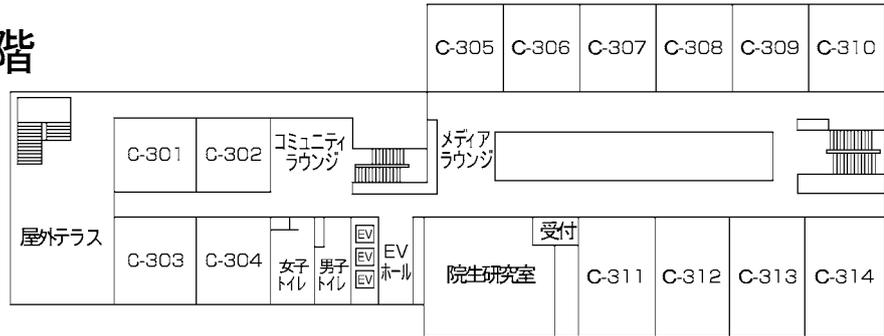 階
C-305 C-306 C-307 C-308 C-309 C-310
C-301 C-302 コミュニティ
ラウンジ
メディア
ラウンジ
屋外テラス
C-303 C-304 女子
トイレ
男子
トイレ
EV
EV
EV
EV
ホール
院生研究室
受付
C-311 C-312 C-313 C-314